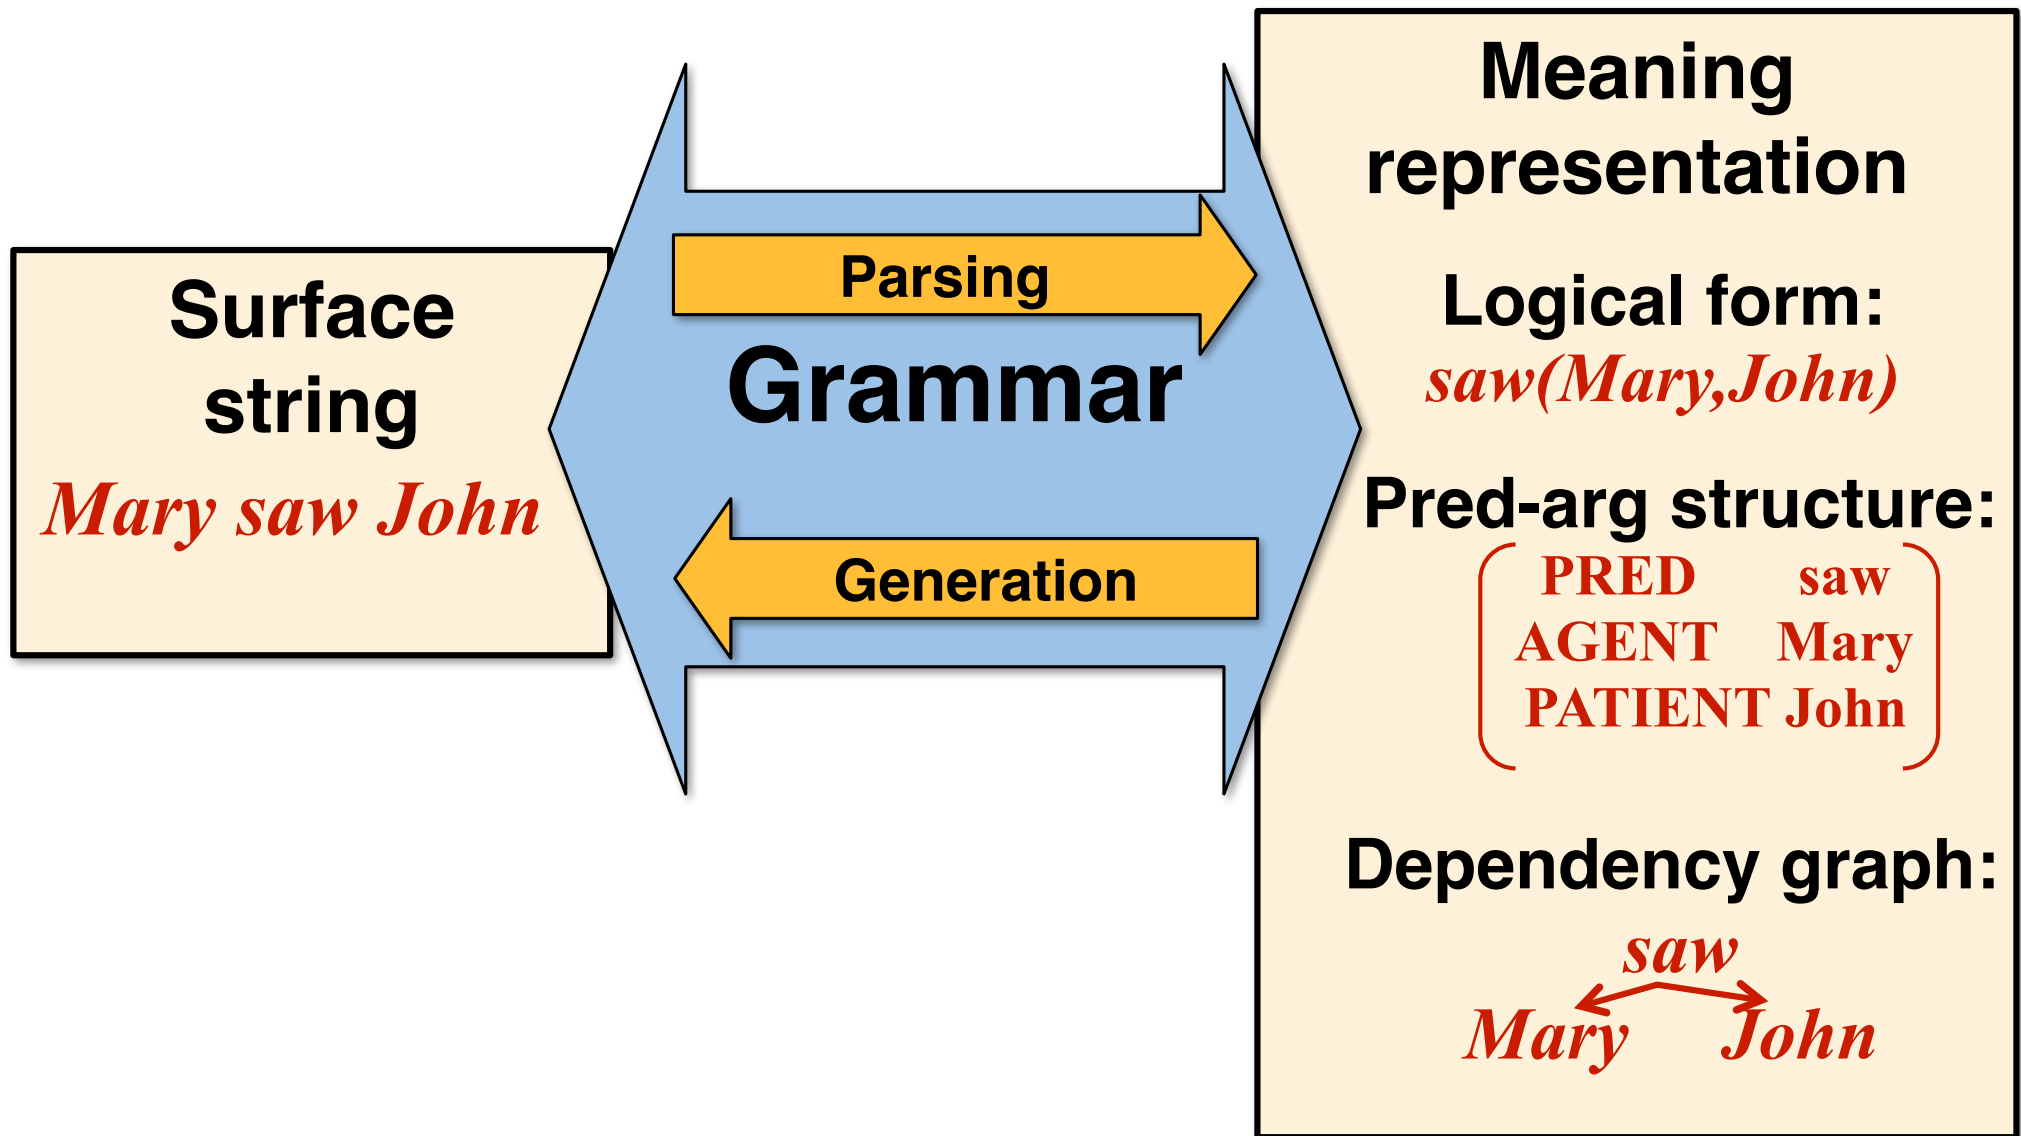 Surface
string
Mary saw John
Parsing
Grammar
Generation
Meaning
representation
Logical form:
saw(Mary,John)
Pred-arg structure:
PRED saw
AGENT Mary
PATIENT John
Dependency graph:
saw
Mary John